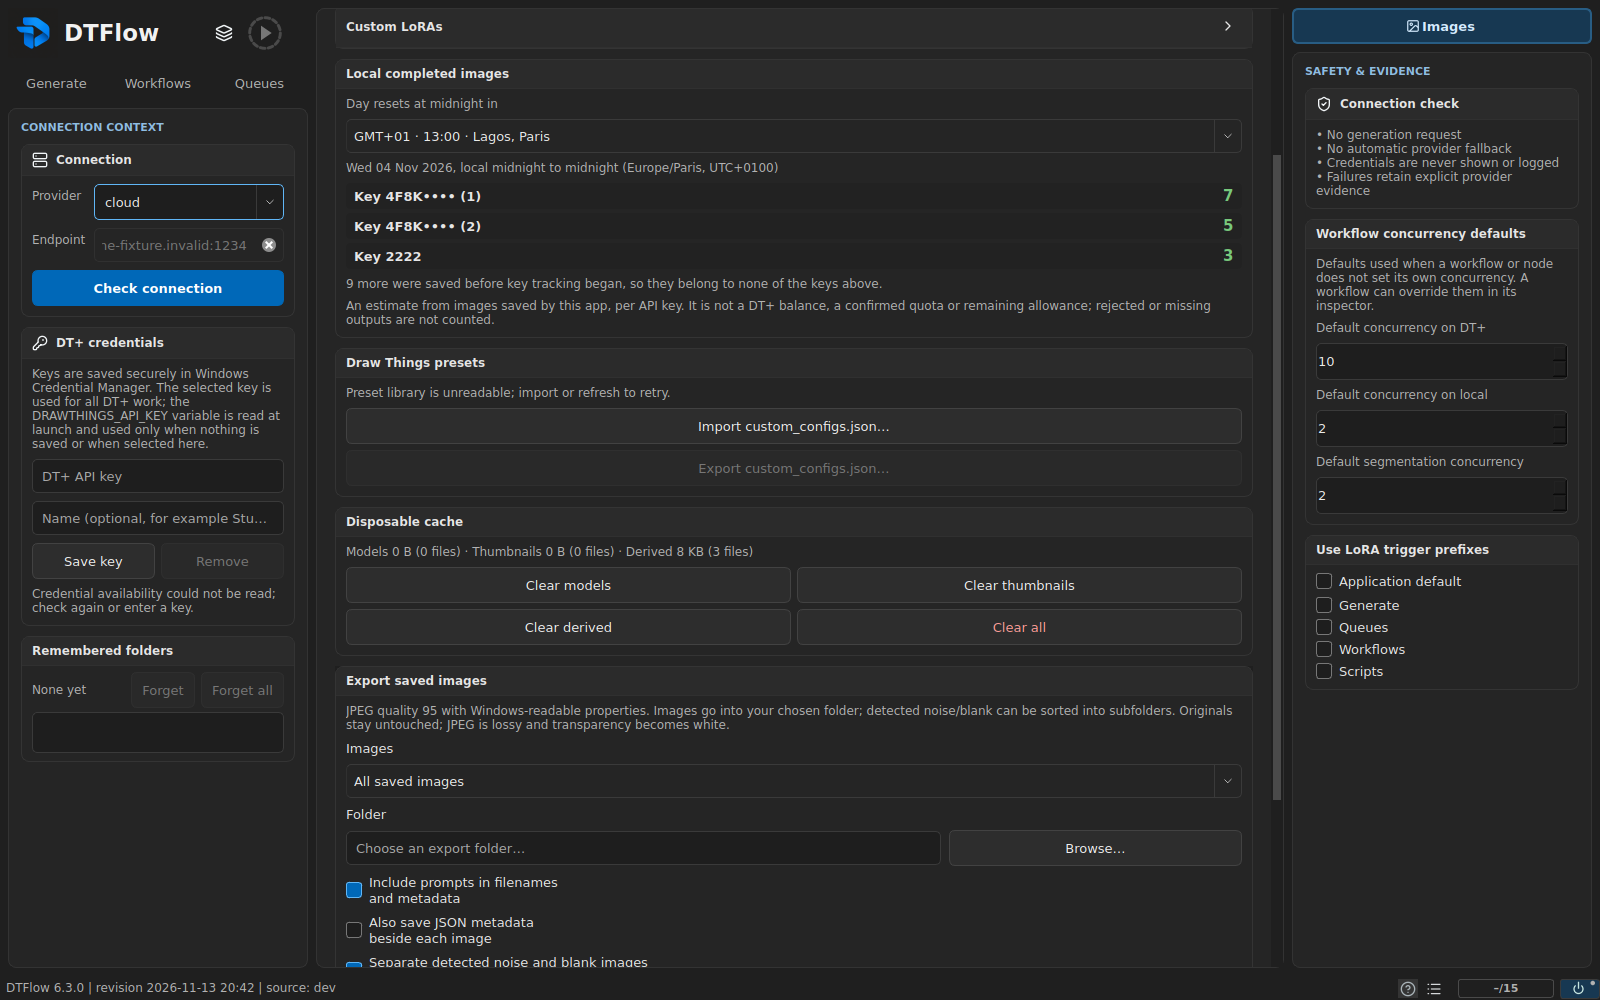 DTFlow
Generate
Workflows
Queues
CONNECTION CONTEXT
Connection
Provider
cloud
Endpoint
ne-fixture.invalid:1234
Check connection
DT+ credentials
Keys are saved securely in Windows
Credential Manager. The selected key is
used for all DT+ work; the
DRAWTHINGS_API_KEY variable is read at
launch and used only when nothing is
saved or when selected here.
DT+ API key
Name (optional, for example Stu…
Save key
Remove
Credential availability could not be read;
check again or enter a key.
Remembered folders
None yet
Forget
Forget all
Custom LoRAs
Local completed images
Day resets at midnight in
GMT+01 · 13:00 · Lagos, Paris
Wed 04 Nov 2026, local midnight to midnight (Europe/Paris, UTC+0100)
Key 4F8K•••• (1) 7
Key 4F8K•••• (2) 5
Key 2222 3
9 more were saved before key tracking began, so they belong to none of the keys above.
An estimate from images saved by this app, per API key. It is not a DT+ balance, a confirmed quota or remaining allowance; rejected or missing
outputs are not counted.
Draw Things presets
Preset library is unreadable; import or refresh to retry.
Import custom_configs.json…
Export custom_configs.json…
Disposable cache
Models 0 B (0 files) · Thumbnails 0 B (0 files) · Derived 8 KB (3 files)
Clear models
Clear thumbnails
Clear derived
Clear all
Export saved images
JPEG quality 95 with Windows-readable properties. Images go into your chosen folder; detected noise/blank can be sorted into subfolders. Originals
stay untouched; JPEG is lossy and transparency becomes white.
Images
All saved images
Folder
Choose an export folder…
Browse…
Include prompts in filenames
and metadata
Also save JSON metadata
beside each image
Separate detected noise and blank images
Images
SAFETY & EVIDENCE
Connection check
• No generation request
• No automatic provider fallback
• Credentials are never shown or logged
• Failures retain explicit provider
evidence
Workflow concurrency defaults
Defaults used when a workflow or node
does not set its own concurrency. A
workflow can override them in its
inspector.
Default concurrency on DT+
10
Default concurrency on local
2
Default segmentation concurrency
2
Use LoRA trigger prefixes
Application default
Generate
Queues
Workflows
Scripts
DTFlow 6.3.0 | revision 2026-11-13 20:42 | source: dev
–/15